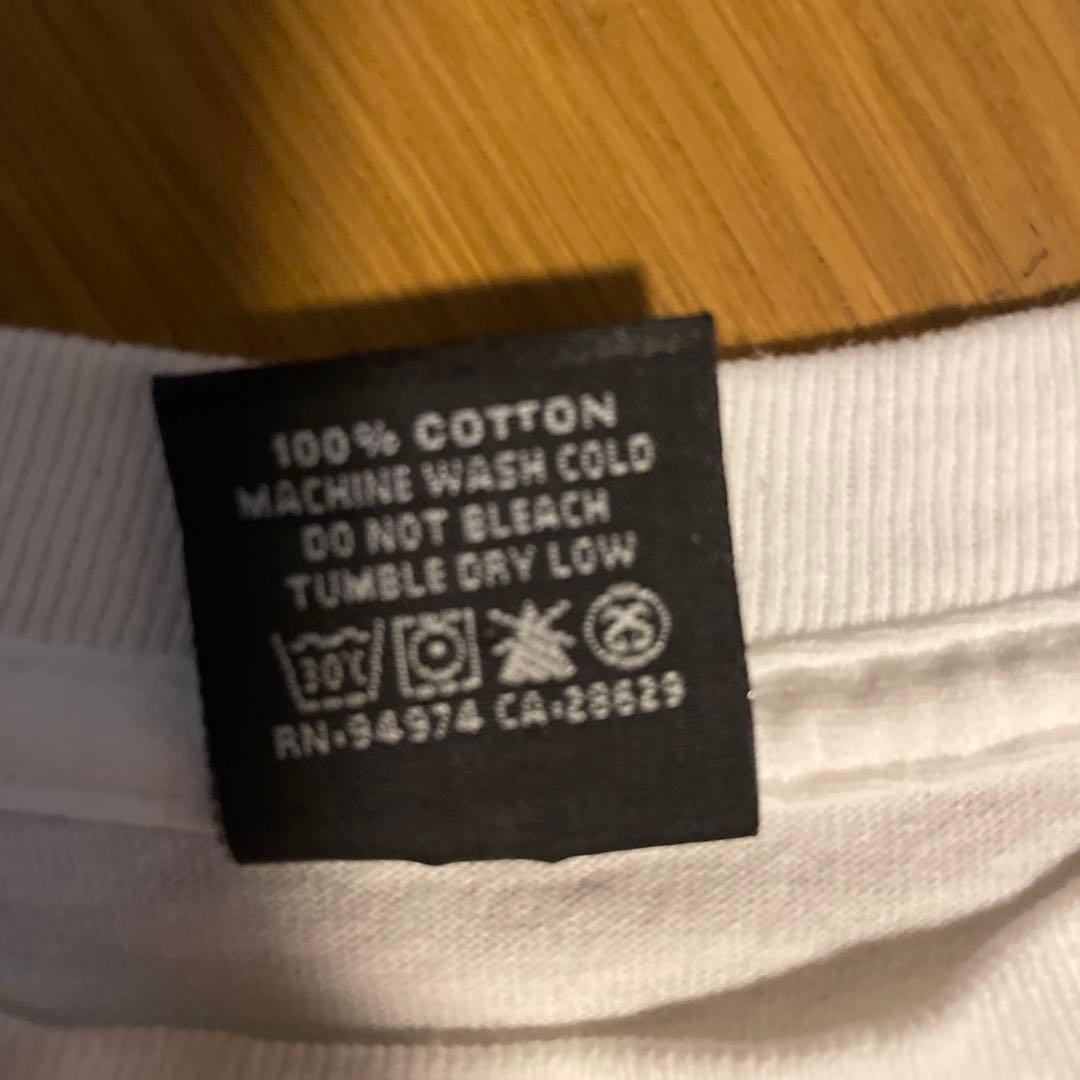 100% COTTON
MACHINE WASH COLD
DO NOT BLEACH
TUMBLE DRY LOW
30°C
RN•94974 CA•28629